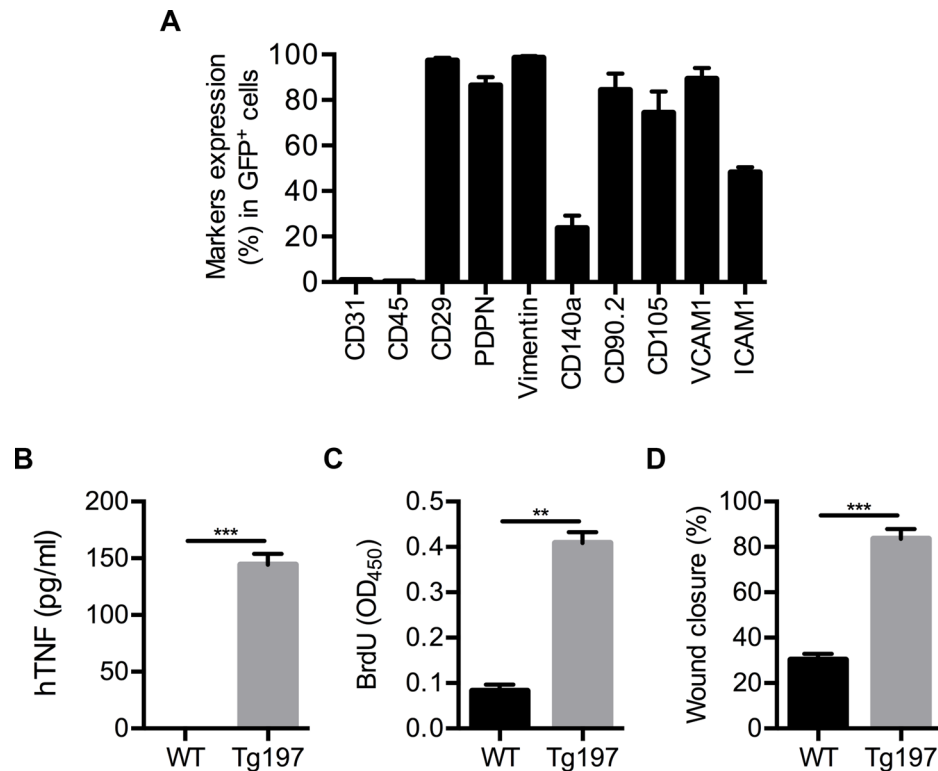 A
Markers expression
(%) in GFP⁺ cells
100
80
60
40
20
0
CD31
CD45
CD29
PDPN
Vimentin
CD140a
CD90.2
CD105
VCAM1
ICAM1
B
hTNF (pg/ml)
200
150
100
50
0
***
WT Tg197
C
BrdU (OD₄₅₀)
0.5
0.4
0.3
0.2
0.1
0.0
**
WT Tg197
D
Wound closure (%)
100
80
60
40
20
0
***
WT Tg197